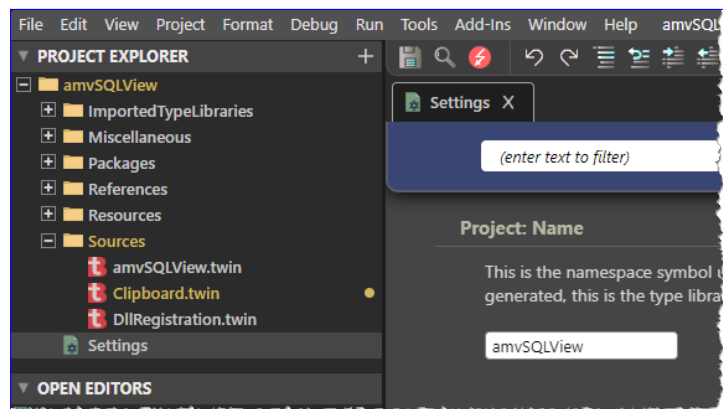 File Edit View Project Format Debug Run Tools Add-Ins Window Help amvSQL
PROJECT EXPLORER
amvSQLView
ImportedTypeLibraries
Miscellaneous
Packages
References
Resources
Sources
amvSQLView.twin
Clipboard.twin
DllRegistration.twin
Settings
OPEN EDITORS
Settings X
(enter text to filter)
Project: Name
This is the namespace symbol
generated, this is the type libra
amvSQLView